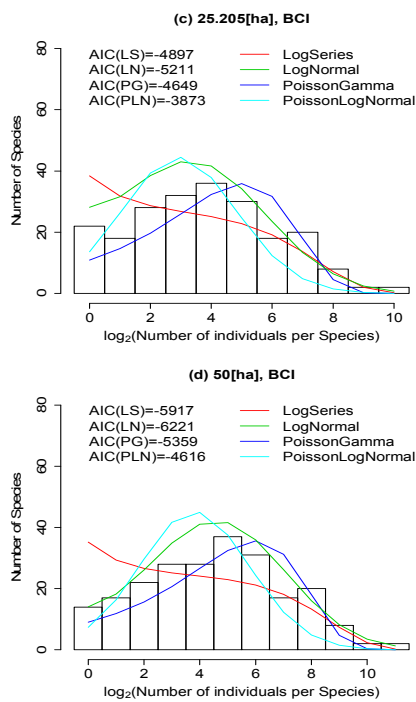 (c) 25.205[ha], BCI
AIC(LS)=-4897
AIC(LN)=-5211
AIC(PG)=-4649
AIC(PLN)=-3873
LogSeries
LogNormal
PoissonGamma
PoissonLogNormal
Number of Species
80
60
40
20
0
0 2 4 6 8 10
log₂(Number of individuals per Species)
(d) 50[ha], BCI
AIC(LS)=-5917
AIC(LN)=-6221
AIC(PG)=-5359
AIC(PLN)=-4616
LogSeries
LogNormal
PoissonGamma
PoissonLogNormal
Number of Species
80
60
40
20
0
0 2 4 6 8 10
log₂(Number of individuals per Species)